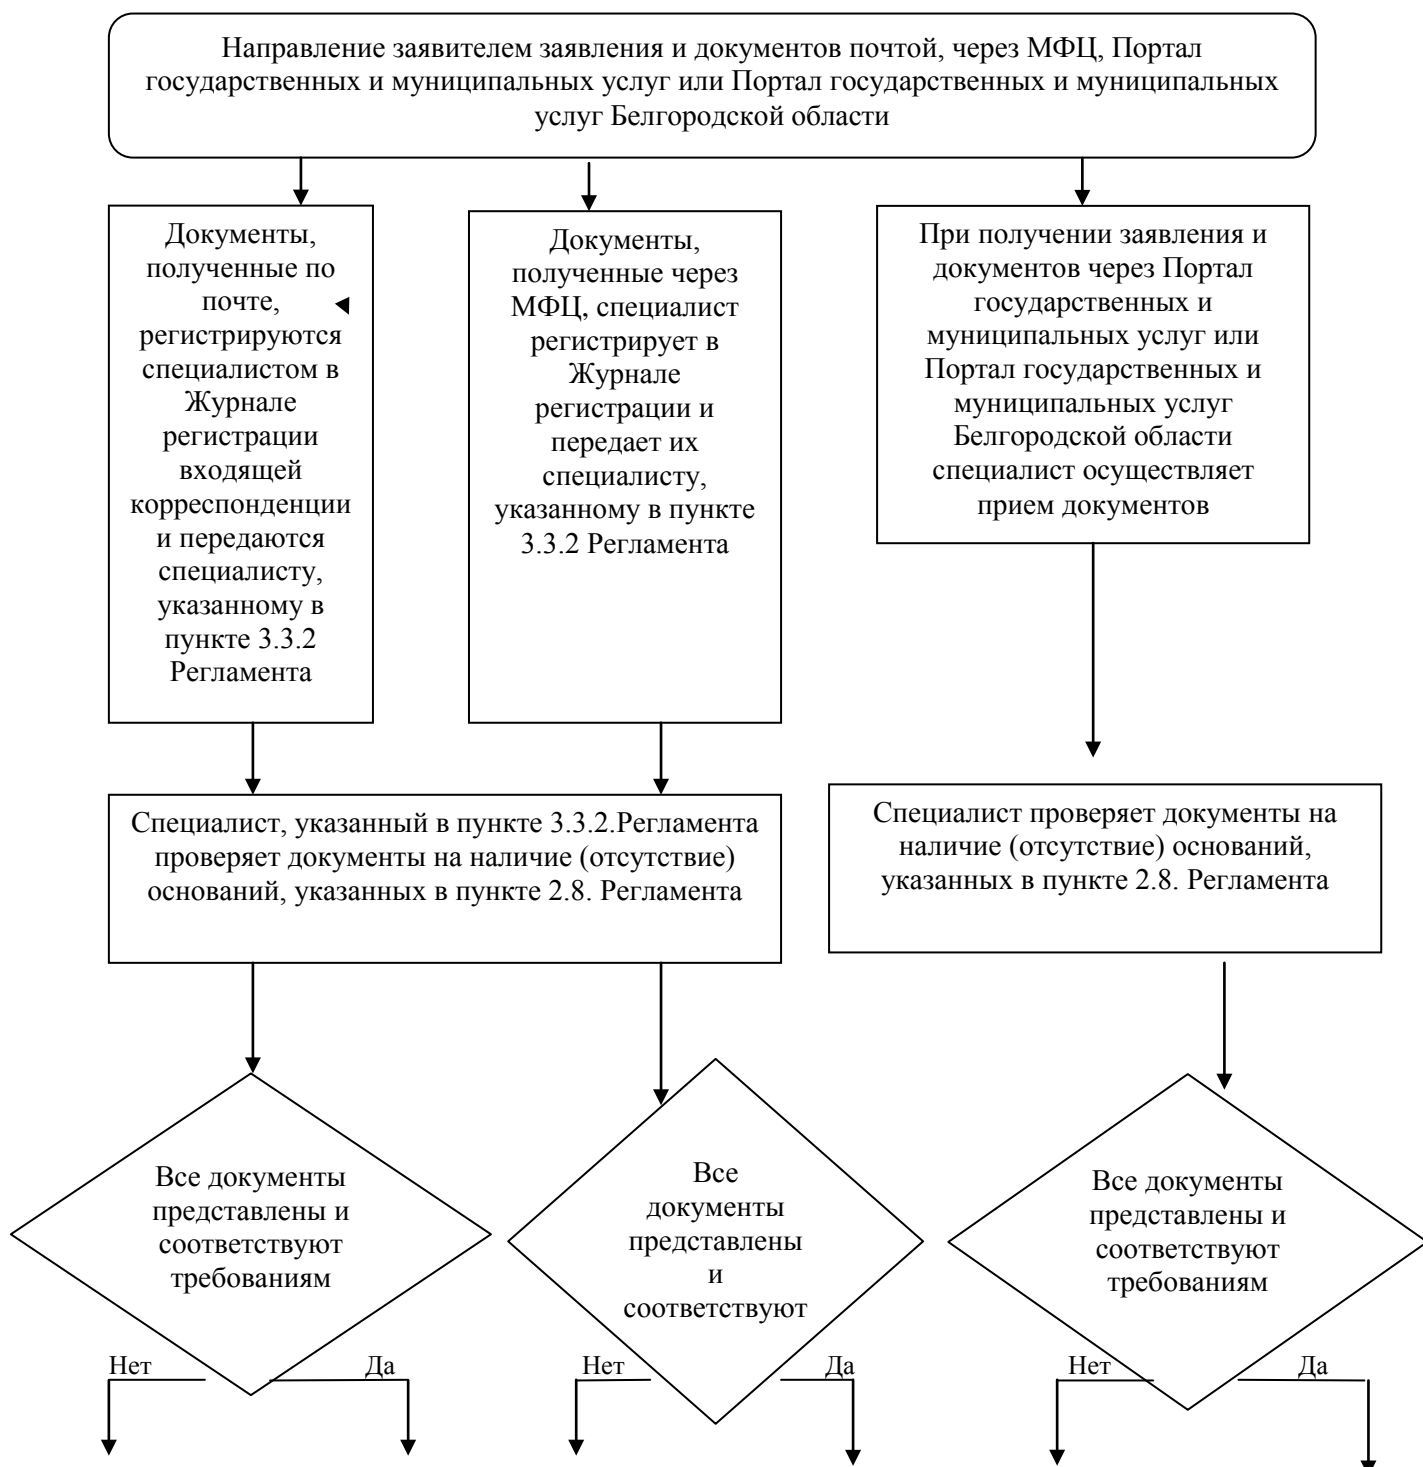 Направление заявителем заявления и документов почтой, через МФЦ, Портал
государственных и муниципальных услуг или Портал государственных и муниципальных
услуг Белгородской области
Документы,
полученные по
почте,
регистрируются
специалистом в
Журнале
регистрации
входящей
корреспонденции
и передаются
специалисту,
указанному в
пункте 3.3.2
Регламента
Документы,
полученные через
МФЦ, специалист
регистрирует в
Журнале
регистрации и
передает их
специалисту,
указанному в пункте
3.3.2 Регламента
При получении заявления и
документов через Портал
государственных и
муниципальных услуг или
Портал государственных и
муниципальных услуг
Белгородской области
специалист осуществляет
прием документов
Специалист, указанный в пункте 3.3.2.Регламента
проверяет документы на наличие (отсутствие)
оснований, указанных в пункте 2.8. Регламента
Специалист проверяет документы на
наличие (отсутствие) оснований,
указанных в пункте 2.8. Регламента
Все документы
представлены и
соответствуют
требованиям
Все
документы
представлены
и
соответствуют
Все документы
представлены и
соответствуют
требованиям
Нет
Да
Нет
Да
Нет
Да